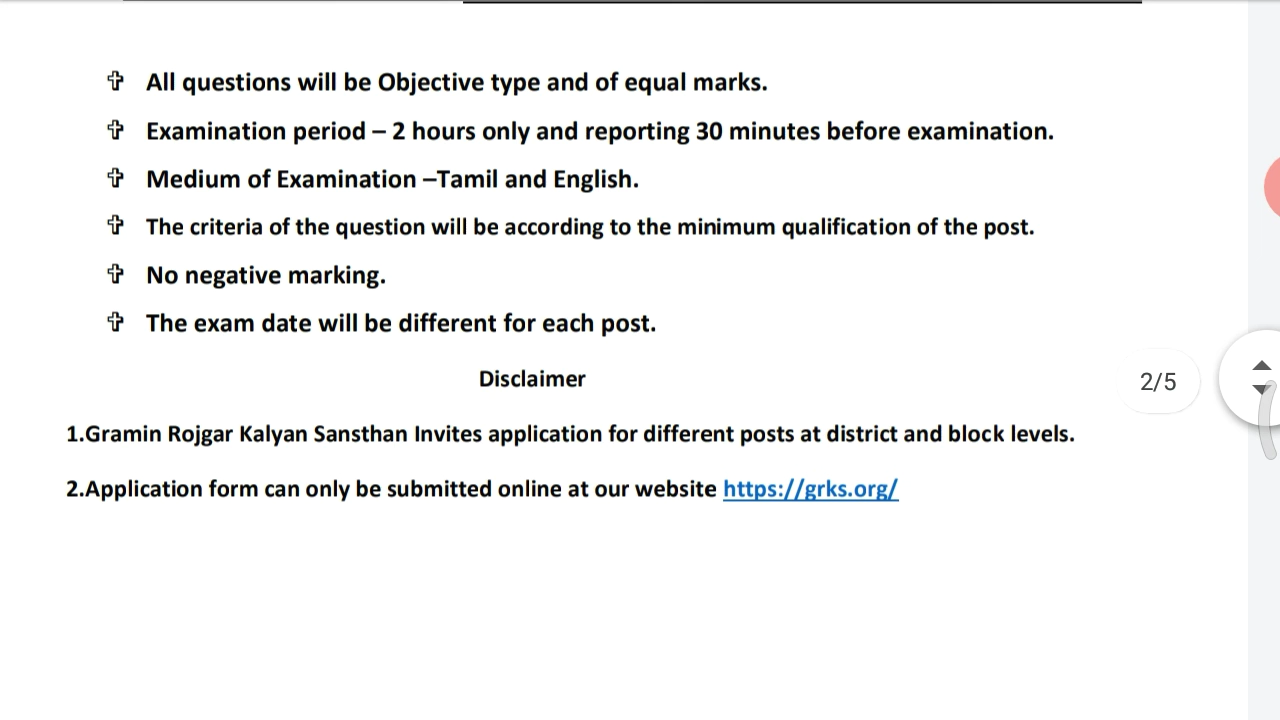 All questions will be Objective type and of equal marks.
Examination period – 2 hours only and reporting 30 minutes before examination.
Medium of Examination –Tamil and English.
The criteria of the question will be according to the minimum qualification of the post.
No negative marking.
The exam date will be different for each post.
Disclaimer
2/5
1.Gramin Rojgar Kalyan Sansthan Invites application for different posts at district and block levels.
2.Application form can only be submitted online at our website https://grks.org/